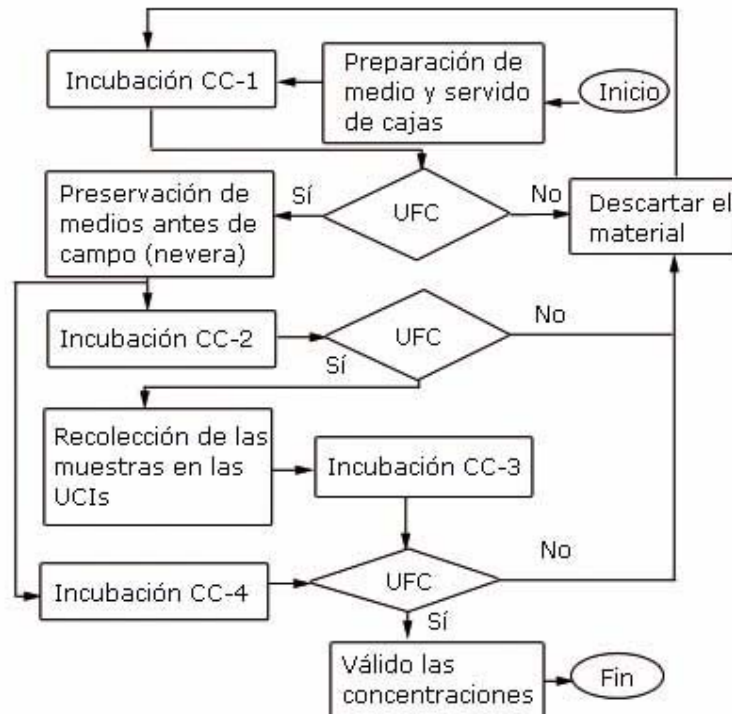 Inicio
Preparación de
medio y servido
de cajas
Incubación CC-1
UFC
Sí
No
Preservación de
medios antes de
campo (nevera)
Descartar el
material
Incubación CC-2
UFC
No
Sí
Recolección de las
muestras en las
UCIs
Incubación CC-3
Incubación CC-4
UFC
No
Sí
Válido las
concentraciones
Fin